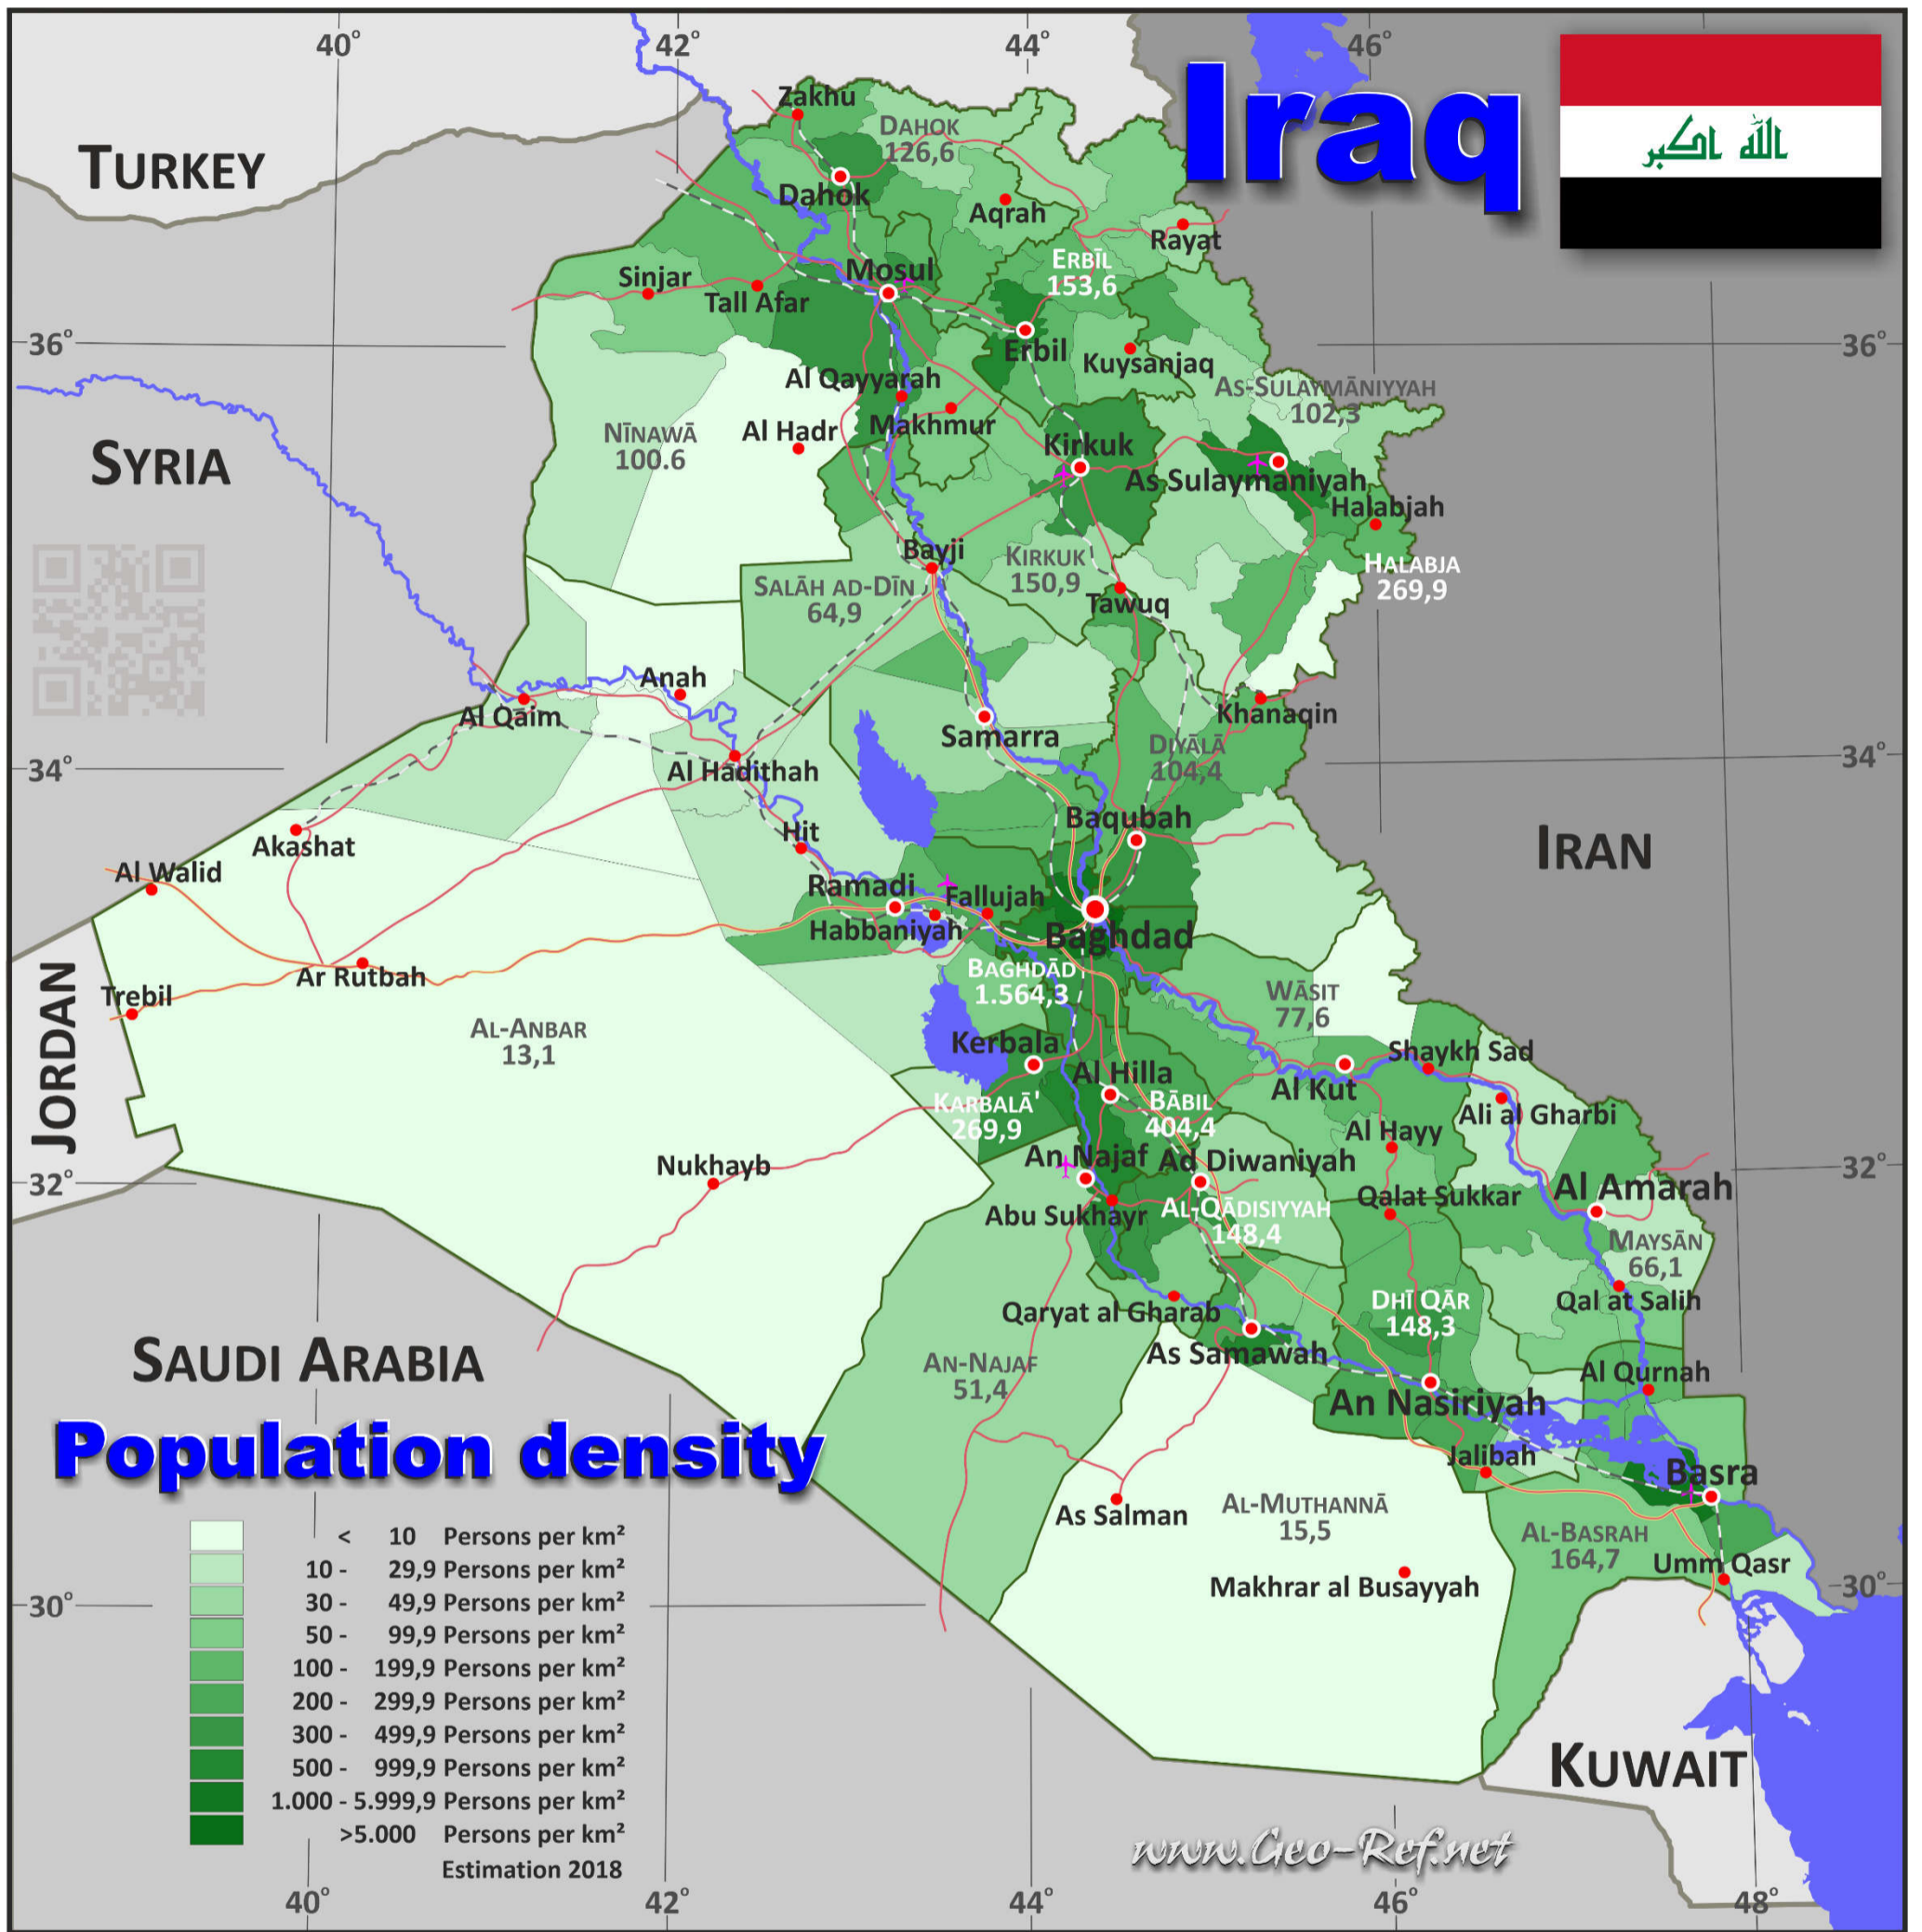 40°
42°
44°
46°
Iraq
الله اكبر
TURKEY
Zakhu
DAHOK
126,6
Dahok
Aqrah
Rayat
ERBĪL
153,6
Mosul
Sinjar
Tall Afar
36°
36°
Erbil
Kuysanjaq
Al Qayyarah
Makhmur
AS-SULAYMĀNIYYAH
102,3
NĪNAWĀ
100.6
Al Hadr
Kirkuk
SYRIA
As Sulaymaniyah
Halabjah
Bayji
KIRKUK
150,9
HALABJA
269,9
SALĀH AD-DĪN
64,9
Tawuq
Anah
Al Qāim
Khanaqin
Samarra
DIYĀLĀ
104,4
34°
34°
Al Hādithah
Baqubah
Hit
Akashat
IRAN
Al Walid
Ramadi
Fallujah
Habbaniyah
Baghdad
BAGHDĀD
1.564,3
Ar Rutbah
Trebil
JORDAN
WĀSIT
77,6
AL-ANBAR
13,1
Kerbala
Shaykh Sad
Al Hilla
Al Kut
KARBALĀ'
269,9
BĀBIL
404,4
Ali al Gharbi
Al Hayy
An Najaf
Ad Diwaniyah
Nukhayb
32°
32°
Al Amarah
Qalat Sukkar
Abu Sukhayr
AL-QĀDISIYYAH
148,4
MAYSĀN
66,1
Qaryat al Gharab
DHĪ QĀR
148,3
Qal at Salih
SAUDI ARABIA
AN-NAJAF
51,4
As Samawah
Al Qurnah
An Nasiriyah
Population density
Jalibah
Basra
As Salman
AL-MUTHANNĀ
15,5
AL-BASRAH
164,7
Umm Qasr
Makhrar al Busayyah
30°
30°
< 10 Persons per km²
10 - 29,9 Persons per km²
30 - 49,9 Persons per km²
50 - 99,9 Persons per km²
100 - 199,9 Persons per km²
200 - 299,9 Persons per km²
300 - 499,9 Persons per km²
500 - 999,9 Persons per km²
1.000 - 5.999,9 Persons per km²
>5.000 Persons per km²
Estimation 2018
KUWAIT
www.Geo-Ref.net
40°
42°
44°
46°
48°